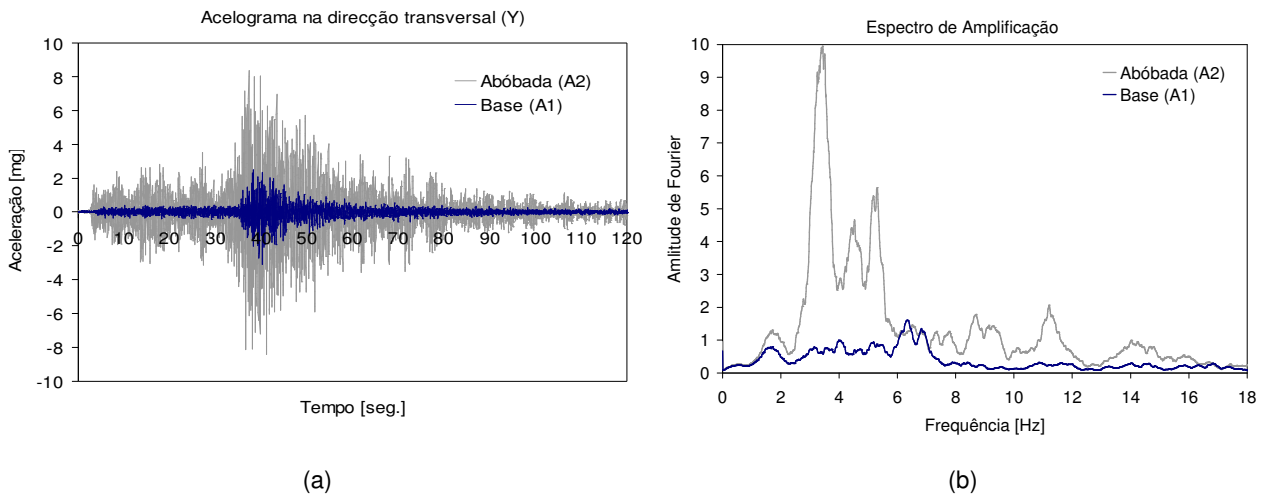 Acelograma na direcção transversal (Y)
10
8
6
4
2
0
-2
-4
-6
-8
-10
Aceleração [mg]
Abóbada (A2)
Base (A1)
0 10 20 30 40 50 60 70 80 90 100 110 120
Tempo [seg.]
(a)
Espectro de Amplificação
10
9
8
7
6
5
4
3
2
1
0
Amlitude de Fourier
Abóbada (A2)
Base (A1)
0 2 4 6 8 10 12 14 16 18
Frequência [Hz]
(b)